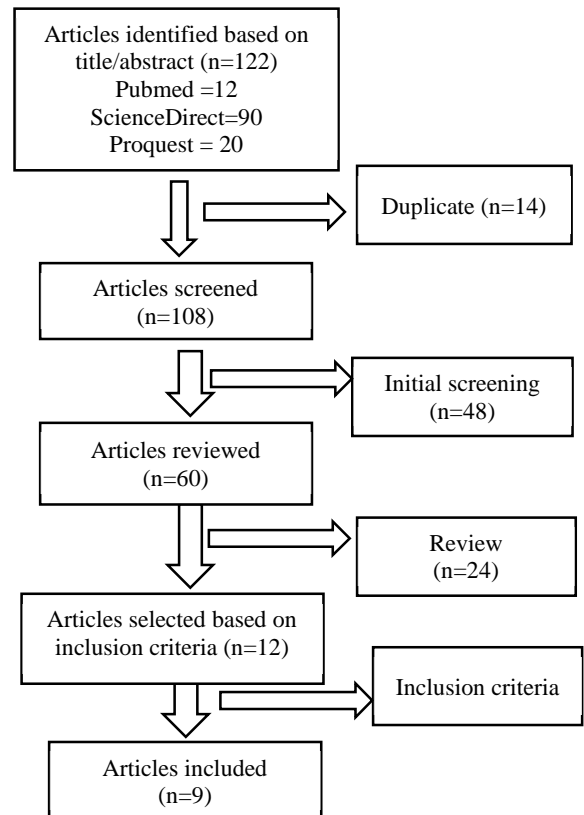 Articles identified based on
title/abstract (n=122)
Pubmed =12
ScienceDirect=90
Proquest = 20
Duplicate (n=14)
Articles screened
(n=108)
Initial screening
(n=48)
Articles reviewed
(n=60)
Review
(n=24)
Articles selected based on
inclusion criteria (n=12)
Inclusion criteria
Articles included
(n=9)